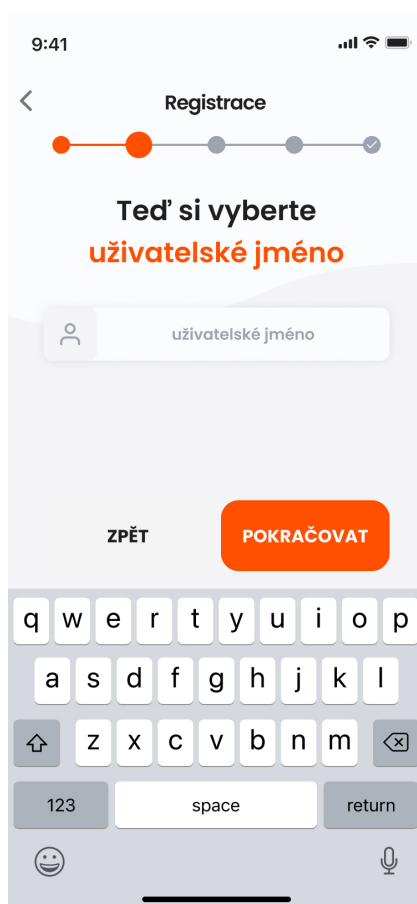 9:41
Registrace
Teď si vyberte
uživatelské jméno
uživatelské jméno
ZPĚT POKRAČOVAT
q w e r t y u i o p
a s d f g h j k l
z x c v b n m
123 space return